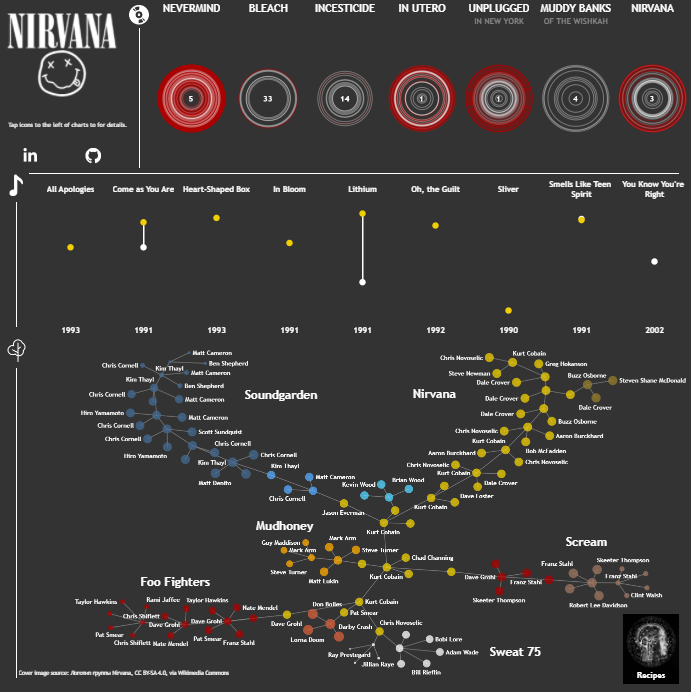 NIRVANA
Tap icons to the left of charts to for details.
in
NEVERMIND BLEACH INCESTICIDE IN UTERO UNPLUGGED MUDDY BANKS NIRVANA
IN NEW YORK OF THE WISHKAH
5 33 14 1 1 4 3
All Apologies Come as You Are Heart-Shaped Box In Bloom Lithium Oh, the Guilt Sliver Smells Like Teen You Know You're
Spirit Right
1993 1991 1993 1991 1991 1992 1990 1991 2002
Soundgarden
Matt Cameron
Chris Cornell
Kim Thayil
Ben Shepherd
Matt Cameron
Kim Thayil
Ben Shepherd
Chris Cornell
Matt Cameron
Hiro Yamamoto
Matt Cameron
Chris Cornell
Scott Sundquist
Chris Cornell
Chris Cornell
Hiro Yamamoto
Chris Cornell
Kim Thayil
Kim Thayil
Matt Dentto
Matt Cameron
Chris Cornell
Nirvana
Chris Novoselic
Kurt Cobain
Greg Hokanson
Steve Newman
Buzz Osborne
Steven Shane McDonald
Dale Crover
Dale Crover
Dale Crover
Dale Crover
Buzz Osborne
Chris Novoselic
Aaron Burckhard
Kurt Cobain
Bob McFadden
Aaron Burckhard
Chris Novoselic
Chris Novoselic
Kurt Cobain
Dale Crover
Kurt Cobain
Dave Foster
Kevin Wood
Brian Wood
Jason Everman
Kurt Cobain
Mudhoney
Guy Maddison
Mark Arm
Mark Arm
Steve Turner
Steve Turner
Matt Lukin
Chad Channing
Kurt Cobain
Scream
Dave Grohl
Franz Stahl
Skeeter Thompson
Franz Stahl
Franz Stahl
Skeeter Thompson
Clint Walsh
Robert Lee Davidson
Foo Fighters
Taylor Hawkins
Rami Jaffee
Taylor Hawkins
Nate Mendel
Chris Shiflett
Dave Grohl
Dave Grohl
Pat Smear
Chris Shiflett
Nate Mendel
Pat Smear
Franz Stahl
Don Bolles
Kurt Cobain
Pat Smear
Dave Grohl
Darby Crash
Lorna Doom
Chris Novoselic
Sweat 75
Bobi Lore
Adam Wade
Ray Prestegard
Jillian Raye
Bill Rieflin
Cover image source: Логотип группы Nirvana, CC BY-SA 4.0, via Wikimedia Commons
Recipes